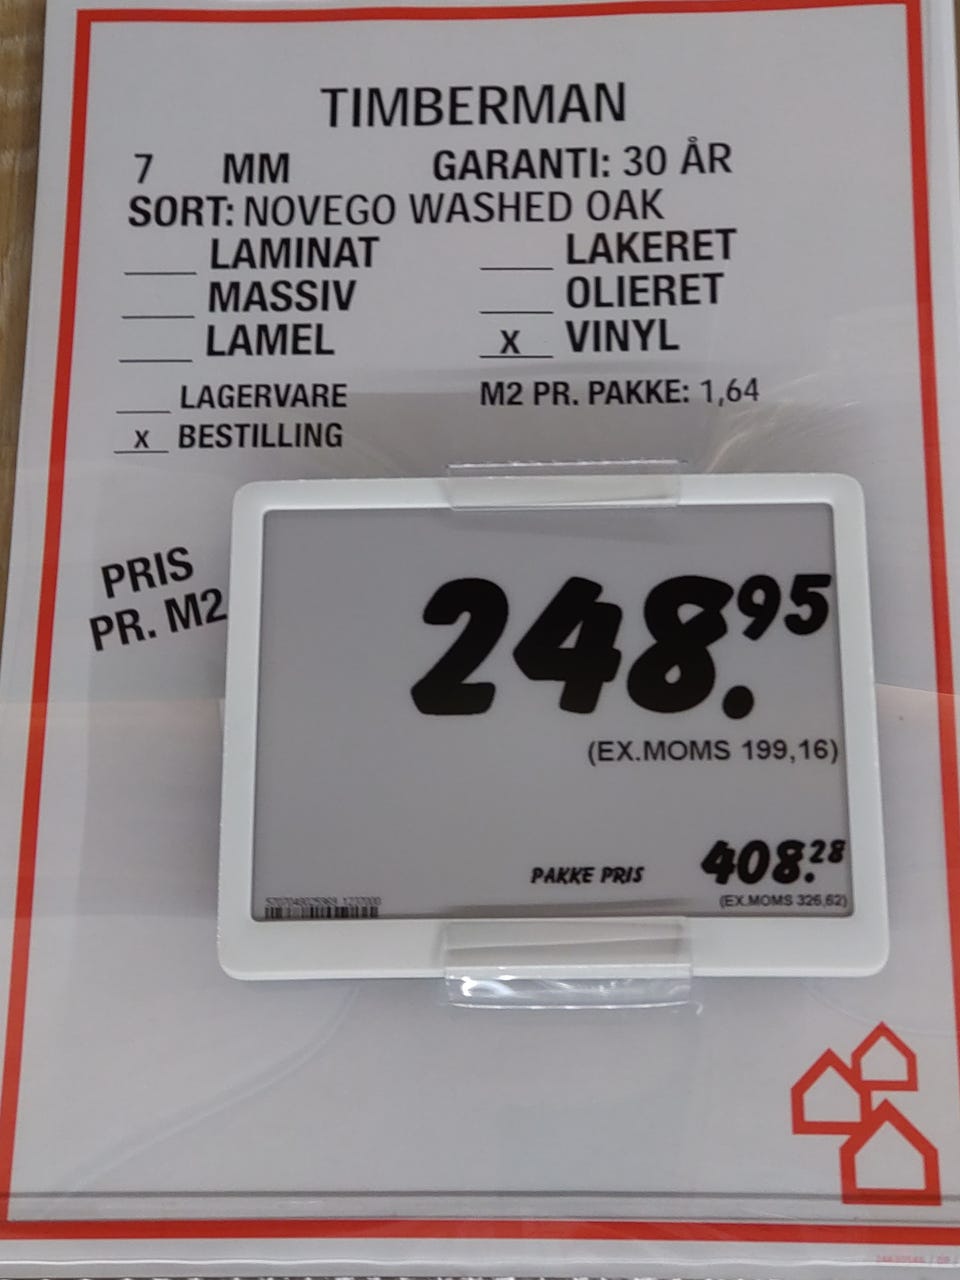 TIMBERMAN
7 MM GARANTI: 30 ÅR
SORT: NOVEGO WASHED OAK
LAMINAT LAKERET
MASSIV OLIERET
LAMEL X VINYL
LAGERVARE M2 PR. PAKKE: 1,64
X BESTILLING
PRIS
PR. M2
248.95
(EX.MOMS 199,16)
PAKKE PRIS 408.28
(EX.MOMS 326,62)